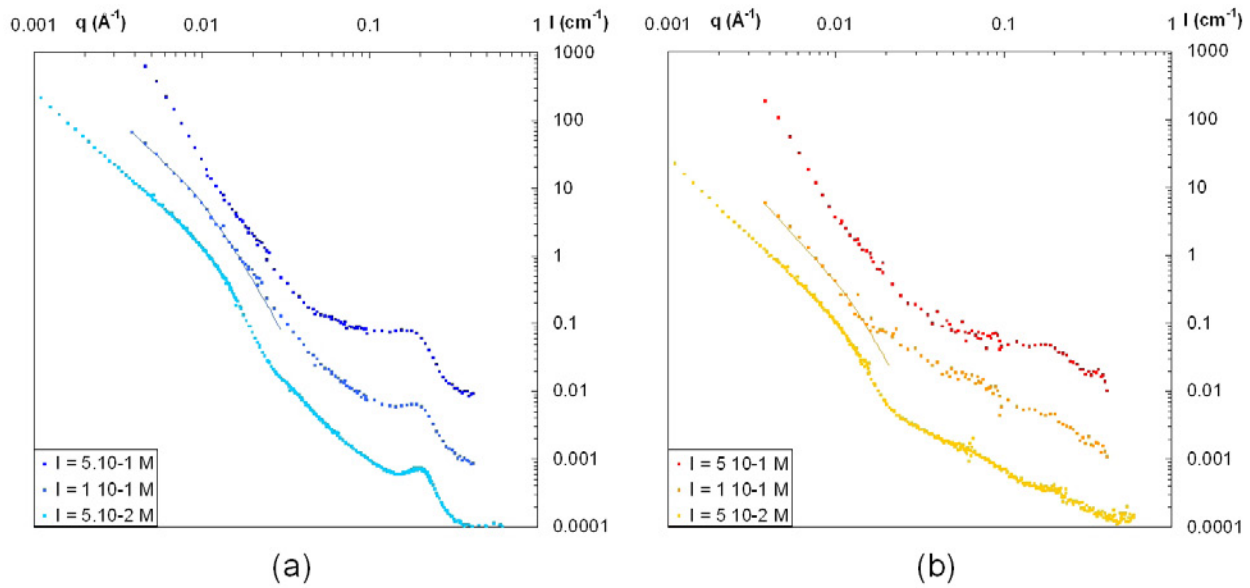 0.001 q (Å-1) 0.01 0.1 1 I (cm-1)
1000
100
10
1
0.1
0.01
0.001
0.0001
I = 5.10-1 M
I = 1 10-1 M
I = 5.10-2 M
(a)
0.001 q (Å-1) 0.01 0.1 1 I (cm-1)
1000
100
10
1
0.1
0.01
0.001
0.0001
I = 5 10-1 M
I = 1 10-1 M
I = 5 10-2 M
(b)